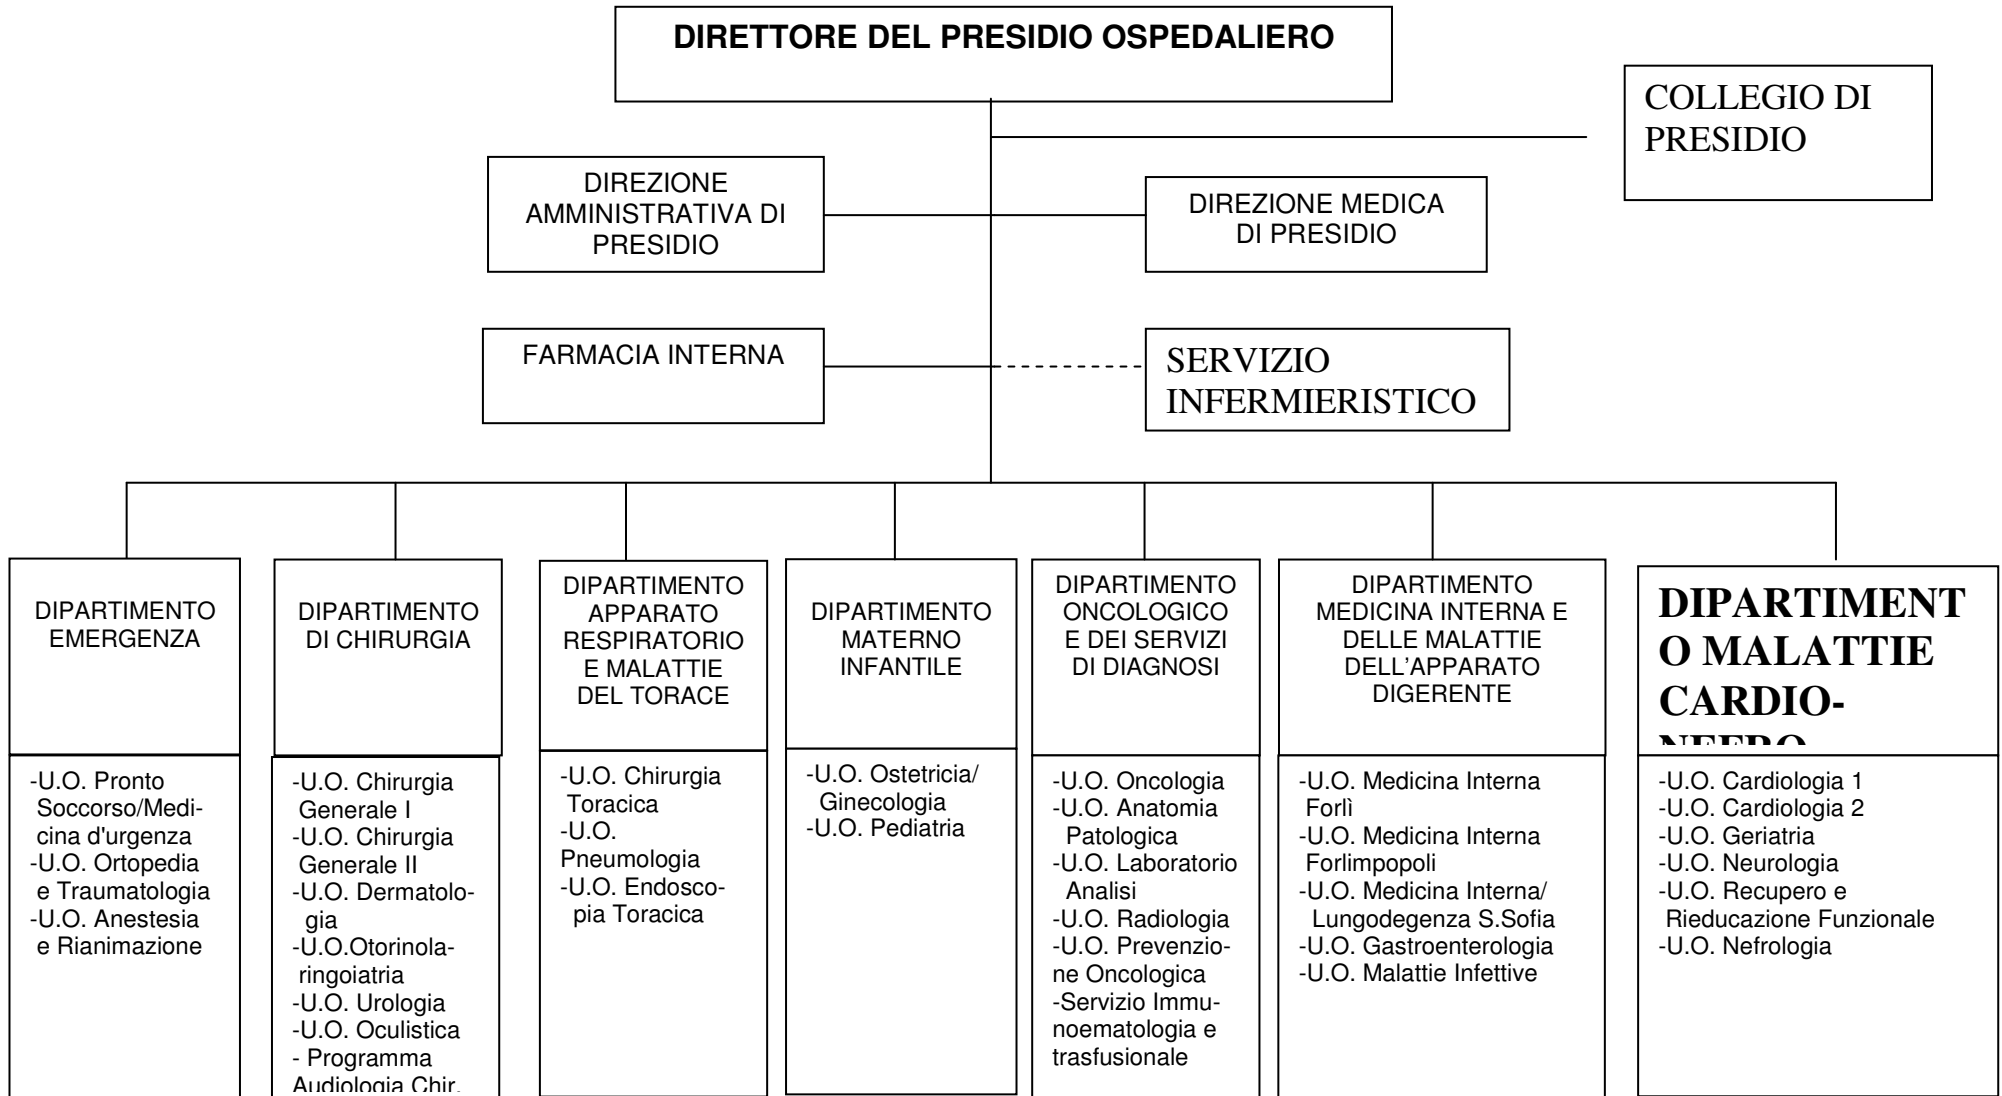 DIRETTORE DEL PRESIDIO OSPEDALIERO
COLLEGIO DI
PRESIDIO
DIREZIONE
AMMINISTRATIVA DI
PRESIDIO
DIREZIONE MEDICA
DI PRESIDIO
FARMACIA INTERNA
SERVIZIO
INFERMIERISTICO
DIPARTIMENTO
EMERGENZA
-U.O. Pronto
Soccorso/Medi-
cina d'urgenza
-U.O. Ortopedia
e Traumatologia
-U.O. Anestesia
e Rianimazione
DIPARTIMENTO
DI CHIRURGIA
-U.O. Chirurgia
Generale I
-U.O. Chirurgia
Generale II
-U.O. Dermatolo-
gia
-U.O.Otorinola-
ringoiatria
-U.O. Urologia
-U.O. Oculistica
- Programma
Audiologia Chir.
DIPARTIMENTO
APPARATO
RESPIRATORIO
E MALATTIE
DEL TORACE
-U.O. Chirurgia
Toracica
-U.O.
Pneumologia
-U.O. Endosco-
pia Toracica
DIPARTIMENTO
MATERNO
INFANTILE
-U.O. Ostetricia/
Ginecologia
-U.O. Pediatria
DIPARTIMENTO
ONCOLOGICO
E DEI SERVIZI
DI DIAGNOSI
-U.O. Oncologia
-U.O. Anatomia
Patologica
-U.O. Laboratorio
Analisi
-U.O. Radiologia
-U.O. Prevenzio-
ne Oncologica
-Servizio Immu-
noematologia e
trasfusionale
DIPARTIMENTO
MEDICINA INTERNA E
DELLE MALATTIE
DELL’APPARATO
DIGERENTE
-U.O. Medicina Interna
Forlì
-U.O. Medicina Interna
Forlimpopoli
-U.O. Medicina Interna/
Lungodegenza S.Sofia
-U.O. Gastroenterologia
-U.O. Malattie Infettive
DIPARTIMENT
O MALATTIE
CARDIO-
NEFRO
-U.O. Cardiologia 1
-U.O. Cardiologia 2
-U.O. Geriatria
-U.O. Neurologia
-U.O. Recupero e
Rieducazione Funzionale
-U.O. Nefrologia